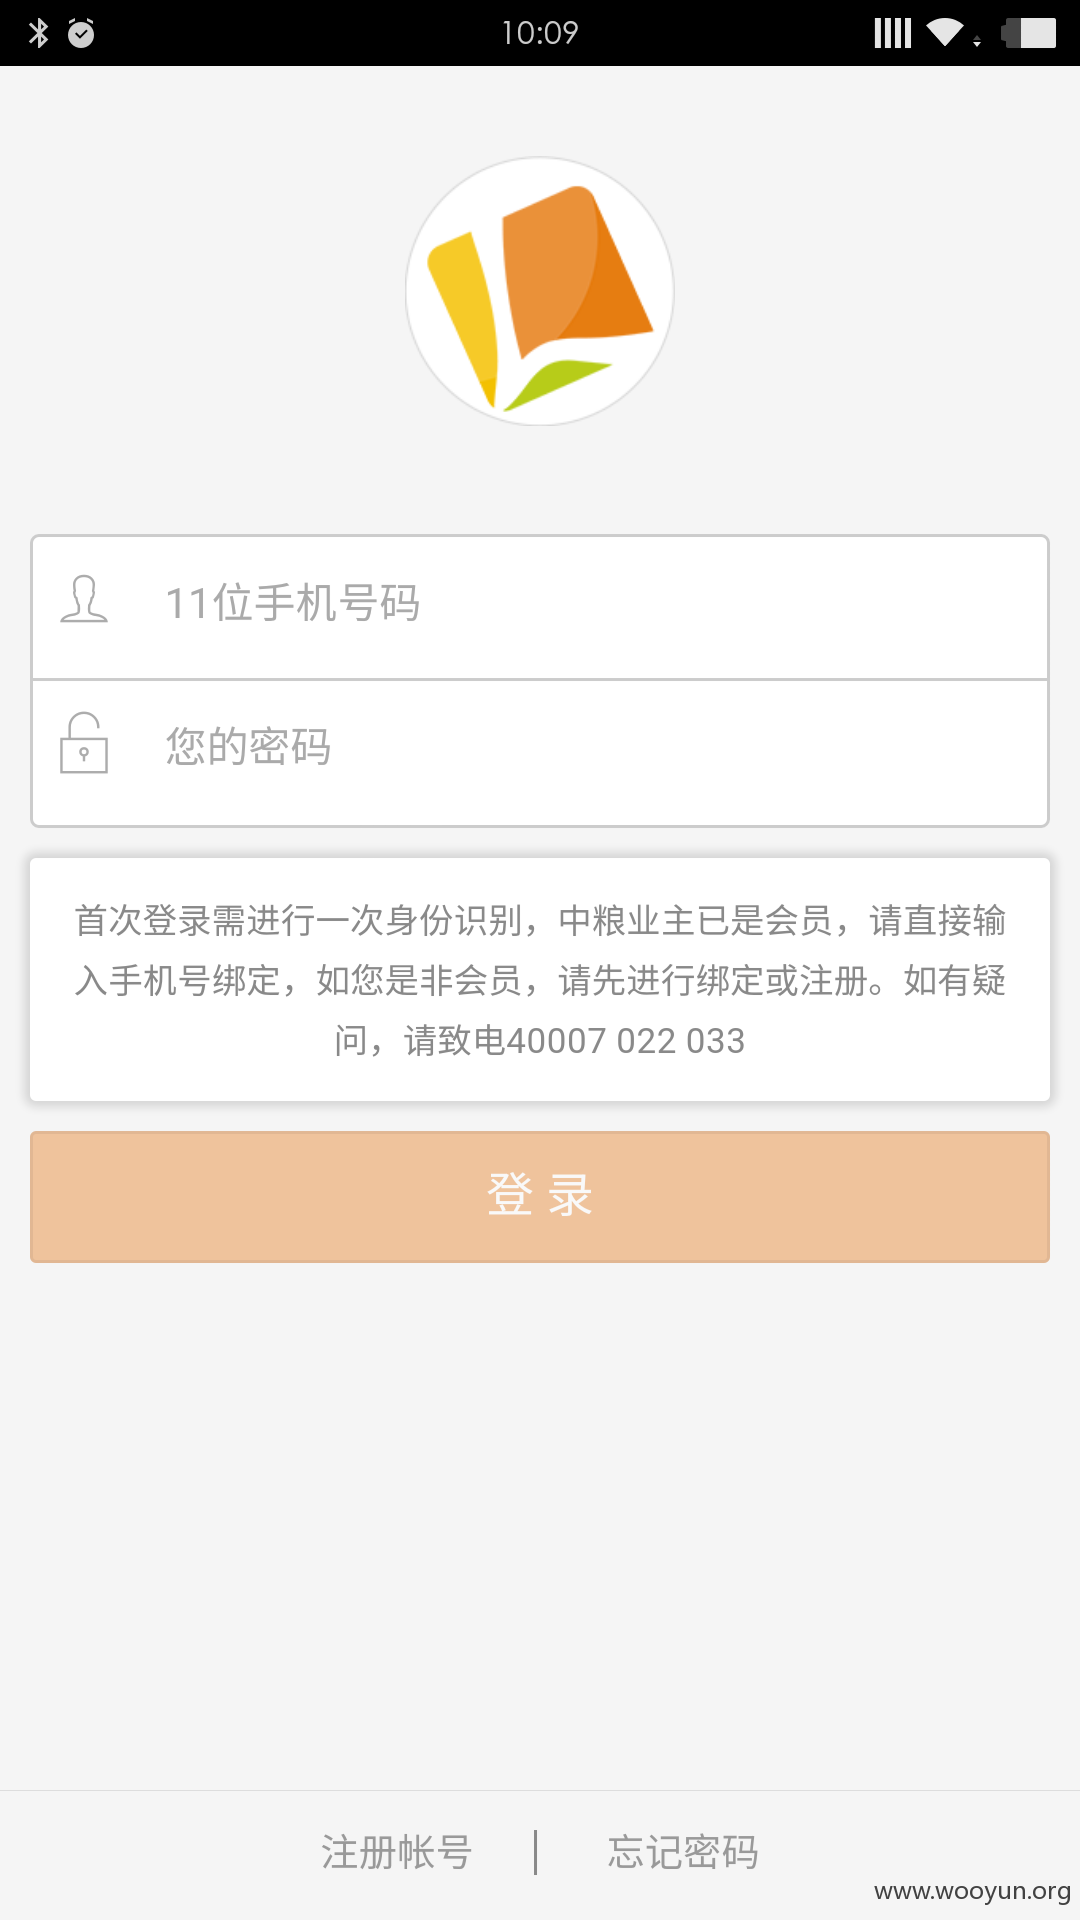 10:09
11位手机号码
您的密码
首次登录需进行一次身份识别，中粮业主已是会员，请直接输
入手机号绑定，如您是非会员，请先进行绑定或注册。如有疑
问，请致电40007 022 033
登 录
注册帐号 | 忘记密码
www.wooyun.org